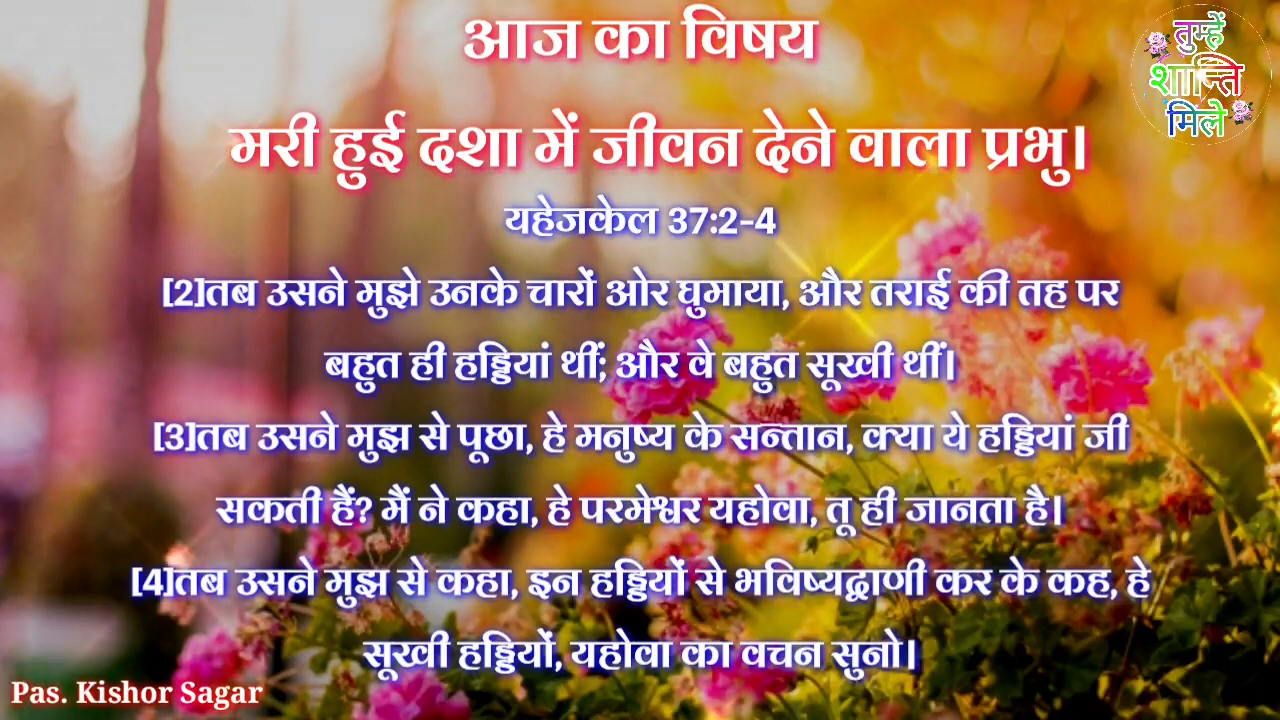 आज का विषय
तुम्हें
शान्ति
मिले
मरी हुई दशा में जीवन देने वाला प्रभु।
यहेजकेल 37:2-4
[2]तब उसने मुझे उनके चारों ओर घुमाया, और तराई की तह पर
बहुत ही हड्डियां थीं; और वे बहुत सूखी थीं।
[3]तब उसने मुझ से पूछा, हे मनुष्य के सन्तान, क्या ये हड्डियां जी
सकती हैं? मैं ने कहा, हे परमेश्वर यहोवा, तू ही जानता है।
[4]तब उसने मुझ से कहा, इन हड्डियों से भविष्यद्वाणी कर के कह, हे
सूखी हड्डियों, यहोवा का वचन सुनो।
Pas. Kishor Sagar